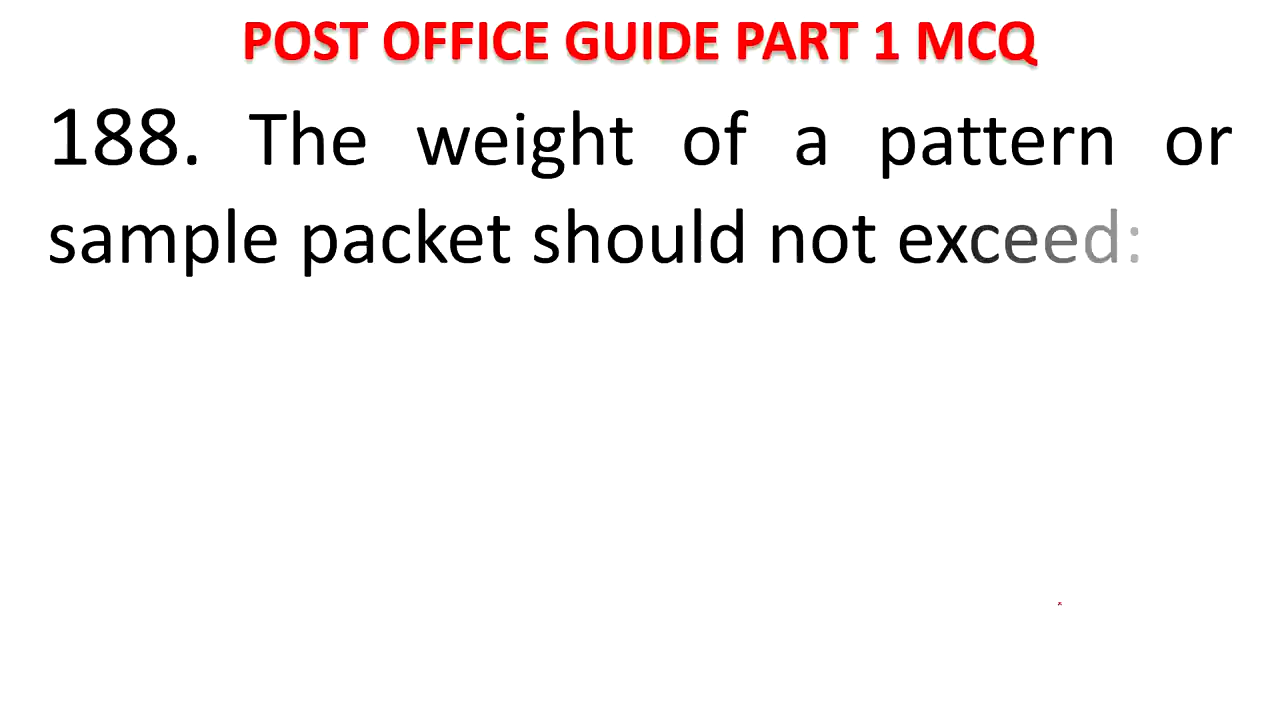 POST OFFICE GUIDE PART 1 MCQ
188. The weight of a pattern or
sample packet should not exceed: